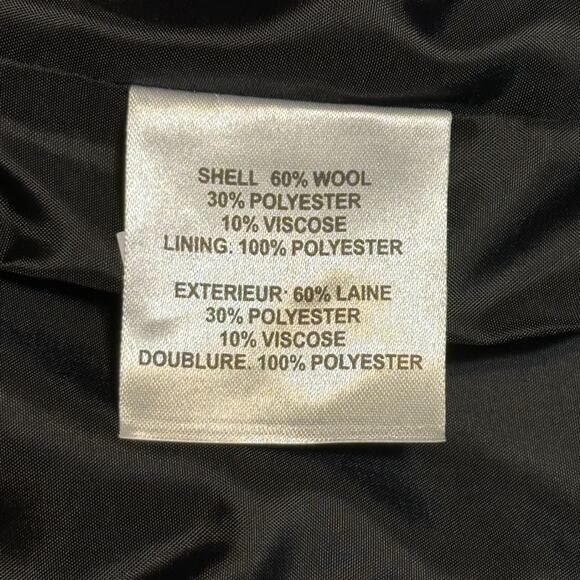 SHELL 60% WOOL
30% POLYESTER
10% VISCOSE
LINING. 100% POLYESTER
EXTERIEUR· 60% LAINE
30% POLYESTER
10% VISCOSE
DOUBLURE. 100% POLYESTER